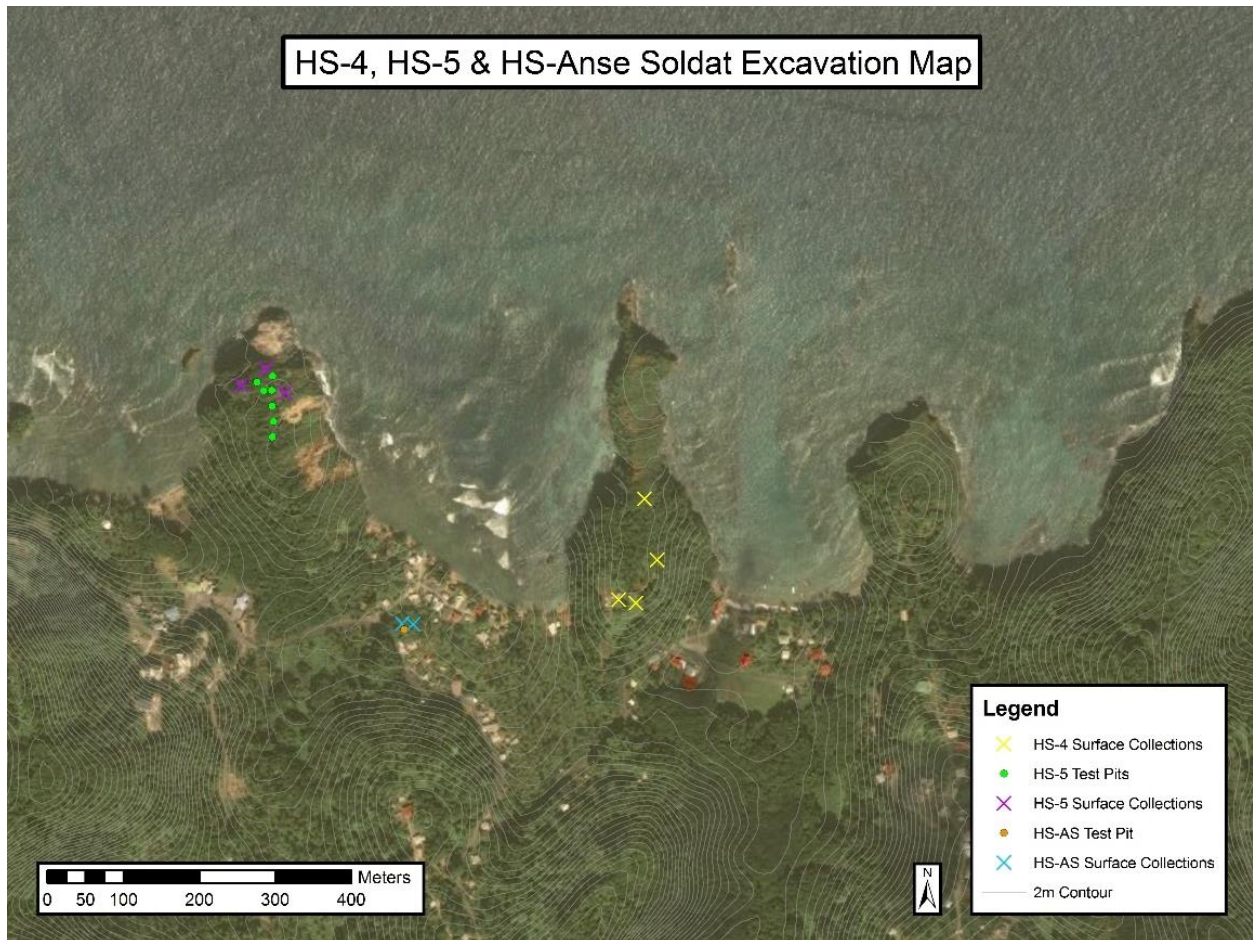 HS-4, HS-5 & HS-Anse Soldat Excavation Map
Legend
HS-4 Surface Collections
HS-5 Test Pits
HS-5 Surface Collections
HS-AS Test Pit
HS-AS Surface Collections
2m Contour
Meters
0 50 100 200 300 400
N